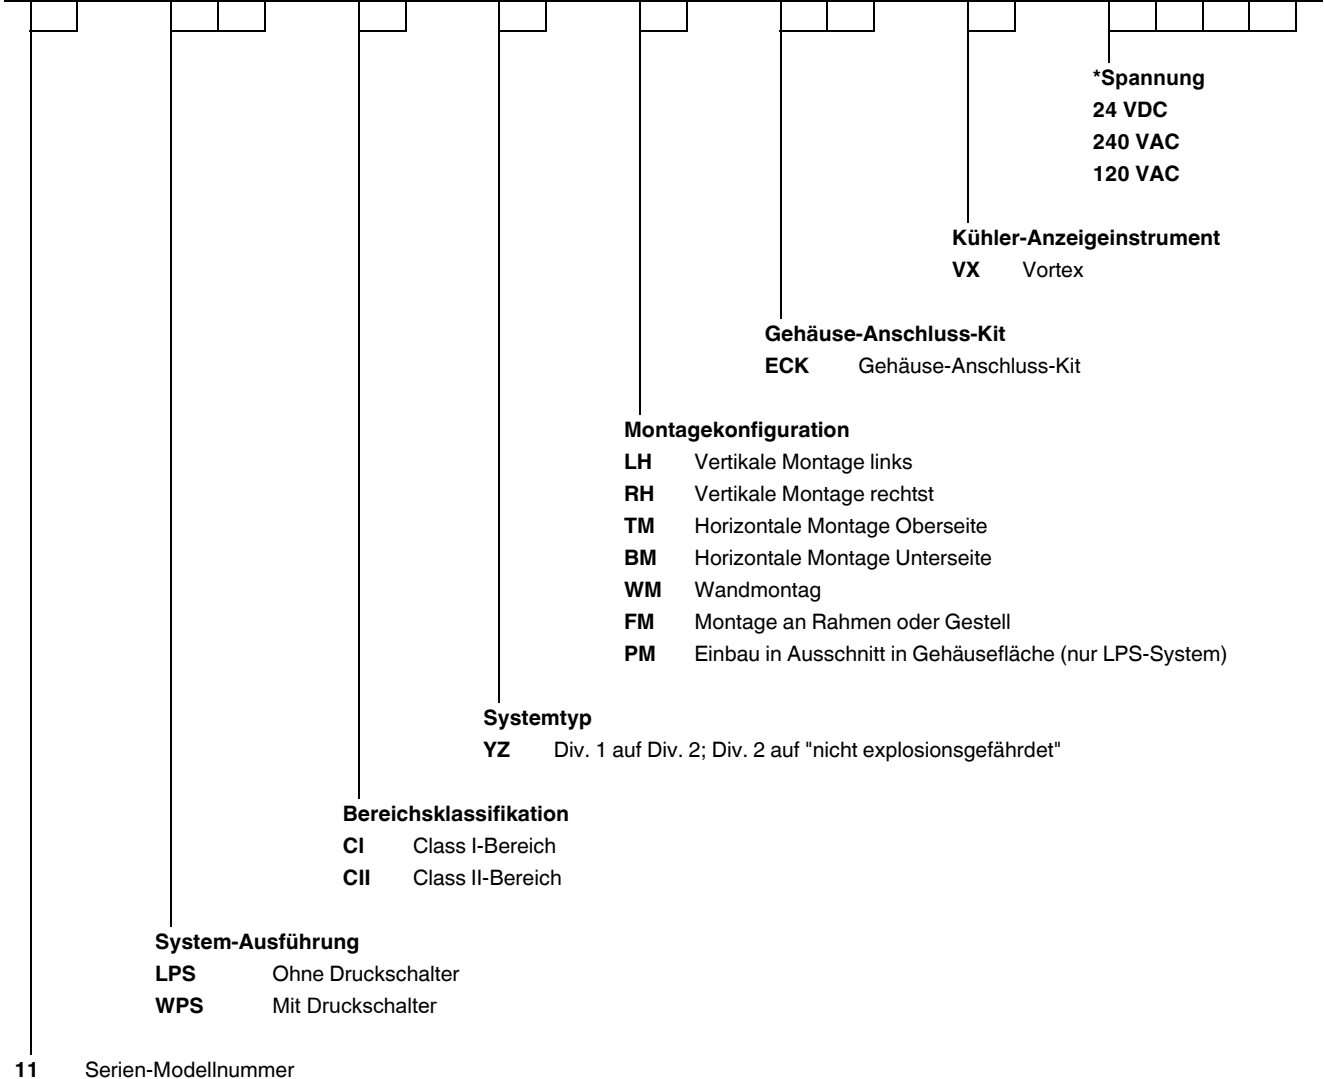 *Spannung
24 VDC
240 VAC
120 VAC
Kühler-Anzeigeinstrument
VX Vortex
Gehäuse-Anschluss-Kit
ECK Gehäuse-Anschluss-Kit
Montagekonfiguration
LH Vertikale Montage links
RH Vertikale Montage rechtst
TM Horizontale Montage Oberseite
BM Horizontale Montage Unterseite
WM Wandmontag
FM Montage an Rahmen oder Gestell
PM Einbau in Ausschnitt in Gehäusefläche (nur LPS-System)
Systemtyp
YZ Div. 1 auf Div. 2; Div. 2 auf "nicht explosionsgefährdet"
Bereichsklassifikation
CI Class I-Bereich
CII Class II-Bereich
System-Ausführung
LPS Ohne Druckschalter
WPS Mit Druckschalter
11 Serien-Modellnummer